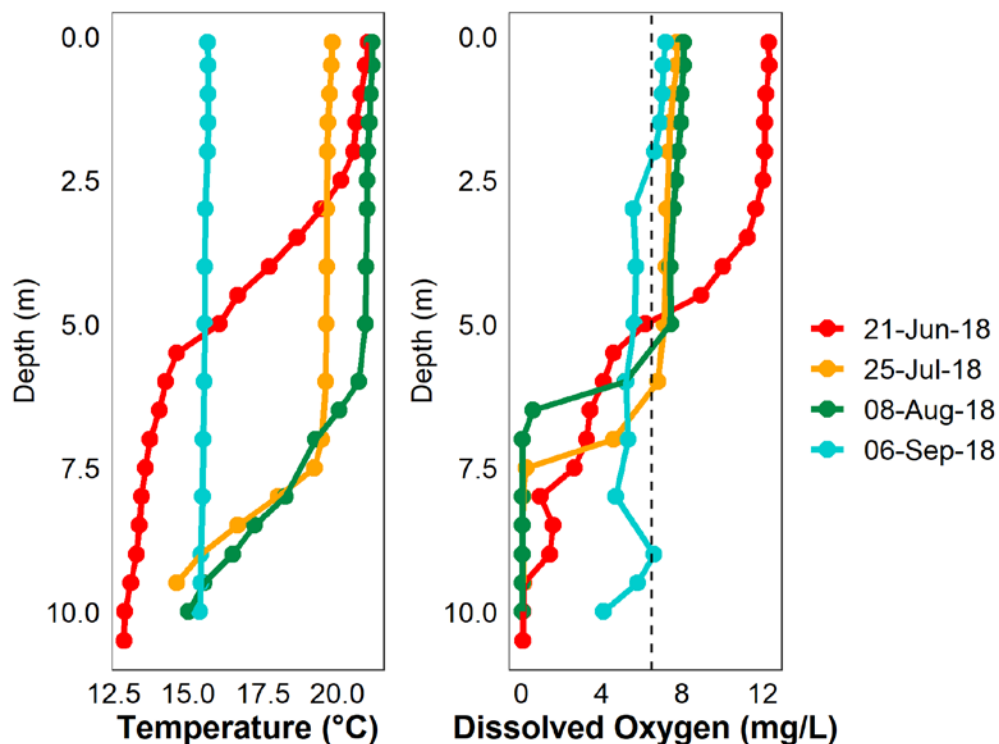 0.0
2.5
5.0
7.5
10.0
Depth (m)
12.5 15.0 17.5 20.0
Temperature (°C)
0.0
2.5
5.0
7.5
10.0
Depth (m)
0 4 8 12
Dissolved Oxygen (mg/L)
21-Jun-18
25-Jul-18
08-Aug-18
06-Sep-18